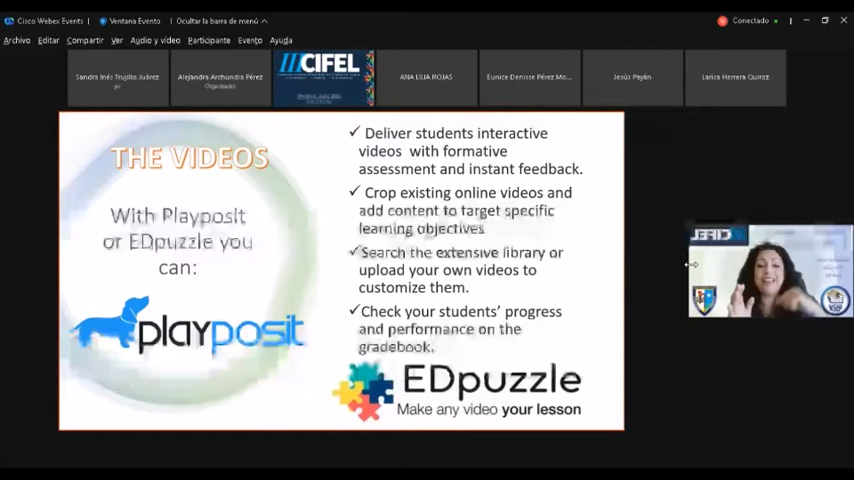 Cisco Webex Events
Ventana Evento
Ocultar la barra de menú
Conectado
Archivo Editar Compartir Ver Audio y vídeo Participante Evento Ayuda
Sandra Inés Trujillo Juárez
yo
Alejandra Archundia Pérez
Organizador
IIICIFEL
ANA LILIA ROJAS
Eunice Denisse Pérez Mo...
Jesús Payán
Larisa Herrera Quiroz
THE VIDEOS
With Playposit
or EDpuzzle you
can:
playposit
✓ Deliver students interactive
videos with formative
assessment and instant feedback.
✓ Crop existing online videos and
add content to target specific
learning objectives
✓Search the extensive library or
upload your own videos to
customize them.
✓Check your students’ progress
and performance on the
gradebook.
EDpuzzle
Make any video your lesson